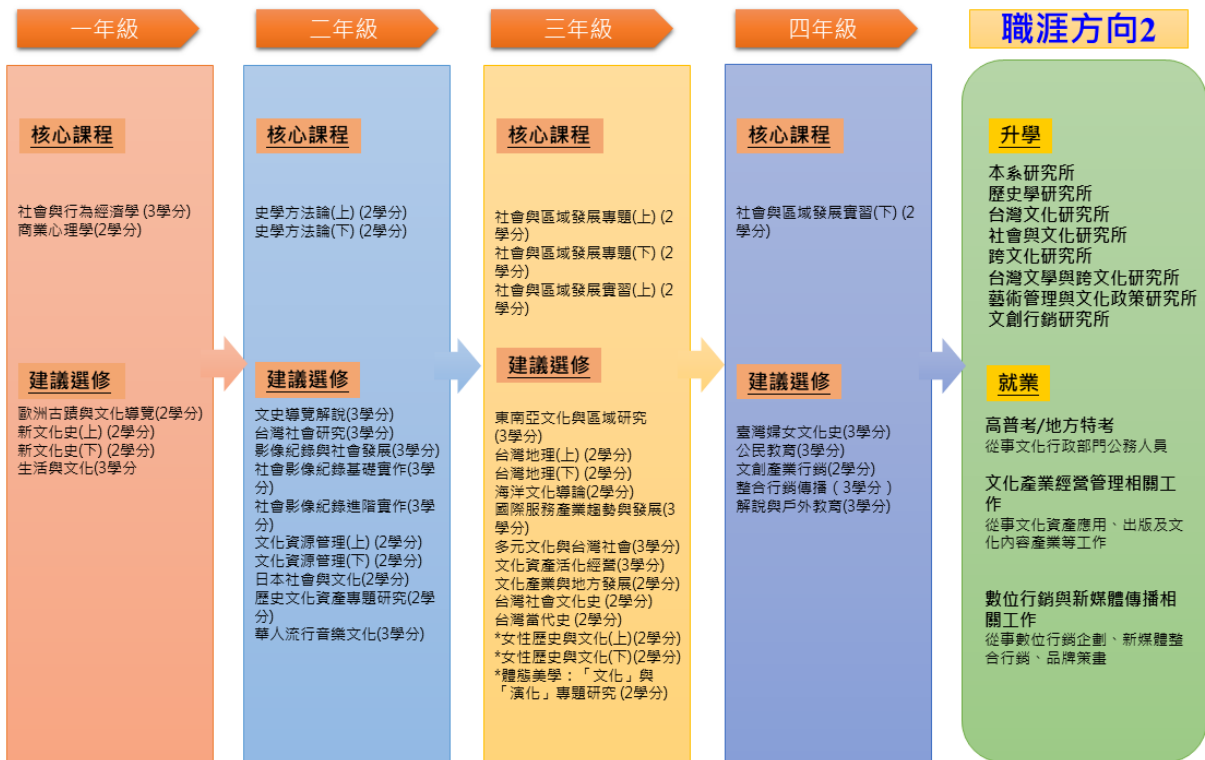 一年級
核心課程
社會與行為經濟學 (3學分)
商業心理學(2學分)
建議選修
歐洲古蹟與文化導覽(2學分)
新文化史(上) (2學分)
新文化史(下) (2學分)
生活與文化(3學分
二年級
核心課程
史學方法論(上) (2學分)
史學方法論(下) (2學分)
建議選修
文史導覽解說(3學分)
台灣社會研究(3學分)
影像紀錄與社會發展(3學分)
社會影像紀錄基礎實作(3學
分)
社會影像紀錄進階實作(3學
分)
文化資源管理(上) (2學分)
文化資源管理(下) (2學分)
日本社會與文化(2學分)
歷史文化資產專題研究(2學
分)
華人流行音樂文化(3學分)
三年級
核心課程
社會與區域發展專題(上) (2
學分)
社會與區域發展專題(下) (2
學分)
社會與區域發展實習(上) (2
學分)
建議選修
東南亞文化與區域研究
(3學分)
台灣地理(上) (2學分)
台灣地理(下) (2學分)
海洋文化導論(2學分)
國際服務產業趨勢與發展(3
學分)
多元文化與台灣社會(3學分)
文化資產活化經營(3學分)
文化產業與地方發展(2學分)
台灣社會文化史 (2學分)
台灣當代史 (2學分)
*女性歷史與文化(上)(2學分)
*女性歷史與文化(下)(2學分)
*體態美學：「文化」與
「演化」專題研究 (2學分)
四年級
核心課程
社會與區域發展實習(下) (2
學分)
建議選修
臺灣婦女文化史(3學分)
公民教育(3學分)
文創產業行銷(2學分)
整合行銷傳播（3學分）
解說與戶外教育(3學分)
職涯方向2
升學
本系研究所
歷史學研究所
台灣文化研究所
社會與文化研究所
跨文化研究所
台灣文學與跨文化研究所
藝術管理與文化政策研究所
文創行銷研究所
就業
高普考/地方特考
從事文化行政部門公務人員
文化產業經營管理相關工
作
從事文化資產應用、出版及文
化內容產業等工作
數位行銷與新媒體傳播相
關工作
從事數位行銷企劃、新媒體整
合行銷、品牌策畫